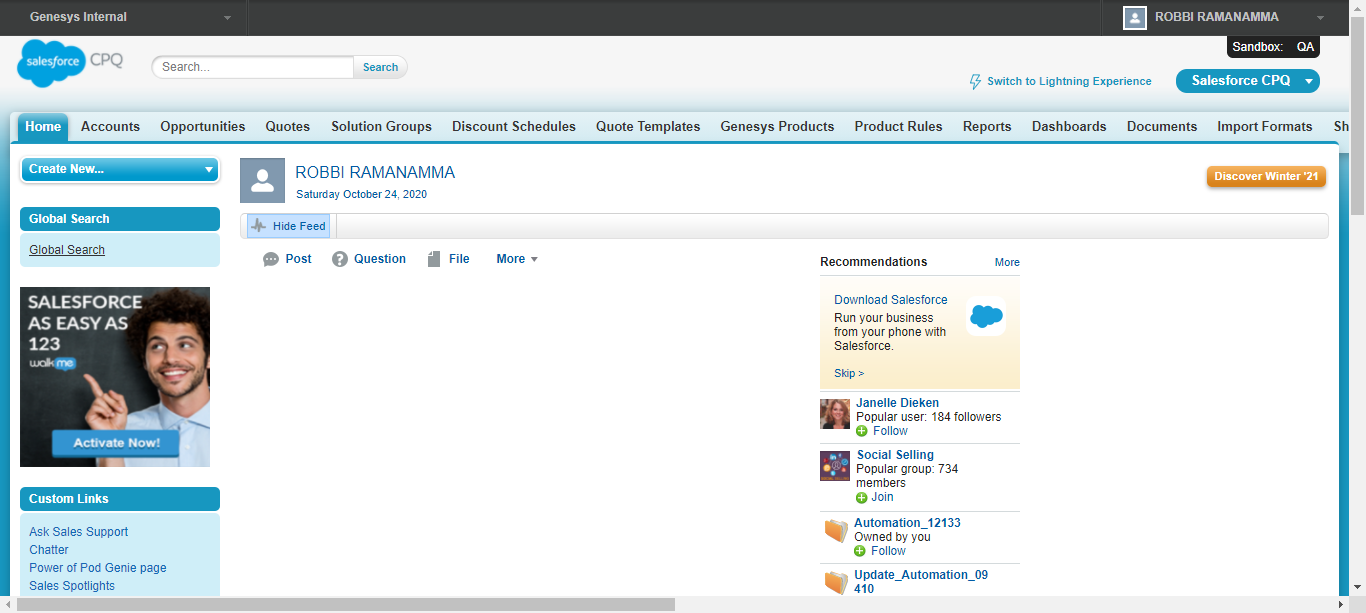 Genesys Internal
ROBBI RAMANAMMA
Sandbox: QA
salesforce CPQ
Search...
Search
Switch to Lightning Experience
Salesforce CPQ
Home Accounts Opportunities Quotes Solution Groups Discount Schedules Quote Templates Genesys Products Product Rules Reports Dashboards Documents Import Formats Sh
Create New...
Global Search
Global Search
SALESFORCE
AS EASY AS
123
walkme
Activate Now!
Custom Links
Ask Sales Support
Chatter
Power of Pod Genie page
Sales Spotlights
ROBBI RAMANAMMA
Saturday October 24, 2020
Discover Winter '21
Hide Feed
Post Question File More
Recommendations More
Download Salesforce
Run your business
from your phone with
Salesforce.
Skip >
Janelle Dieken
Popular user: 184 followers
Follow
Social Selling
Popular group: 734
members
Join
Automation_12133
Owned by you
Follow
Update_Automation_09
410